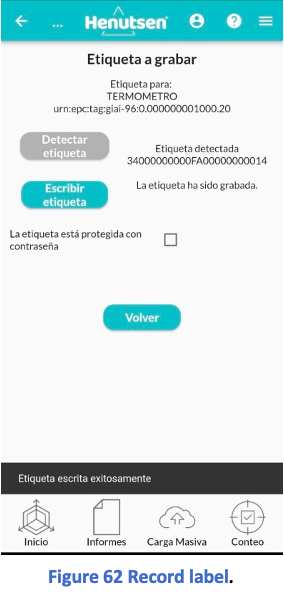 ← ... Henutsen ?
Etiqueta a grabar
Etiqueta para:
TERMOMETRO
urn:epc:tag:giai-96:0.000000001000.20
Detectar
etiqueta
Etiqueta detectada
34000000000FA00000000014
Escribir
etiqueta
La etiqueta ha sido grabada.
La etiqueta está protegida con
contraseña
Volver
Etiqueta escrita exitosamente
Inicio Informes Carga Masiva Conteo
Figure 62 Record label.